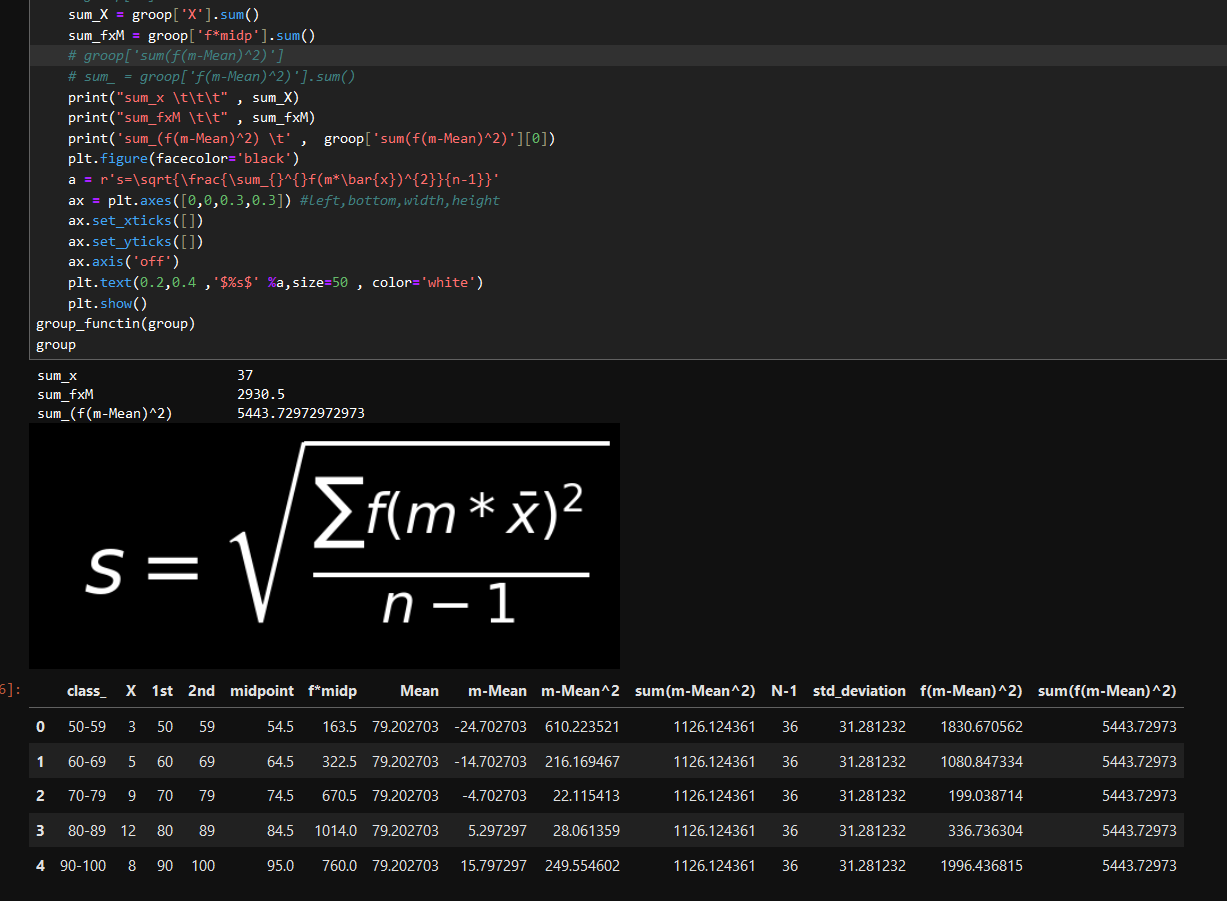 sum_X = groop['X'].sum()
sum_fxM = groop['f*midp'].sum()
# groop['sum(f(m-Mean)^2)']
# sum_ = groop['f(m-Mean)^2)'].sum()
print("sum_x \t\t\t" , sum_X)
print("sum_fxM \t\t" , sum_fxM)
print('sum_(f(m-Mean)^2) \t' ,  groop['sum(f(m-Mean)^2)'][0])
plt.figure(facecolor='black')
a = r's=\sqrt{\frac{\sum_{}^{}f(m*\bar{x})^{2}}{n-1}}'
ax = plt.axes([0,0,0.3,0.3]) #left,bottom,width,height
ax.set_xticks([])
ax.set_yticks([])
ax.axis('off')
plt.text(0.2,0.4 ,'$%s$' %a,size=50 , color='white')
plt.show()
group_functin(group)
group
sum_x 37
sum_fxM 2930.5
sum_(f(m-Mean)^2) 5443.72972972973
s = √(∑f(m * x̄)² / n − 1)
6]:
class_ X 1st 2nd midpoint f*midp Mean m-Mean m-Mean^2 sum(m-Mean^2) N-1 std_deviation f(m-Mean)^2) sum(f(m-Mean)^2)
0 50-59 3 50 59 54.5 163.5 79.202703 -24.702703 610.223521 1126.124361 36 31.281232 1830.670562 5443.72973
1 60-69 5 60 69 64.5 322.5 79.202703 -14.702703 216.169467 1126.124361 36 31.281232 1080.847334 5443.72973
2 70-79 9 70 79 74.5 670.5 79.202703 -4.702703 22.115413 1126.124361 36 31.281232 199.038714 5443.72973
3 80-89 12 80 89 84.5 1014.0 79.202703 5.297297 28.061359 1126.124361 36 31.281232 336.736304 5443.72973
4 90-100 8 90 100 95.0 760.0 79.202703 15.797297 249.554602 1126.124361 36 31.281232 1996.436815 5443.72973